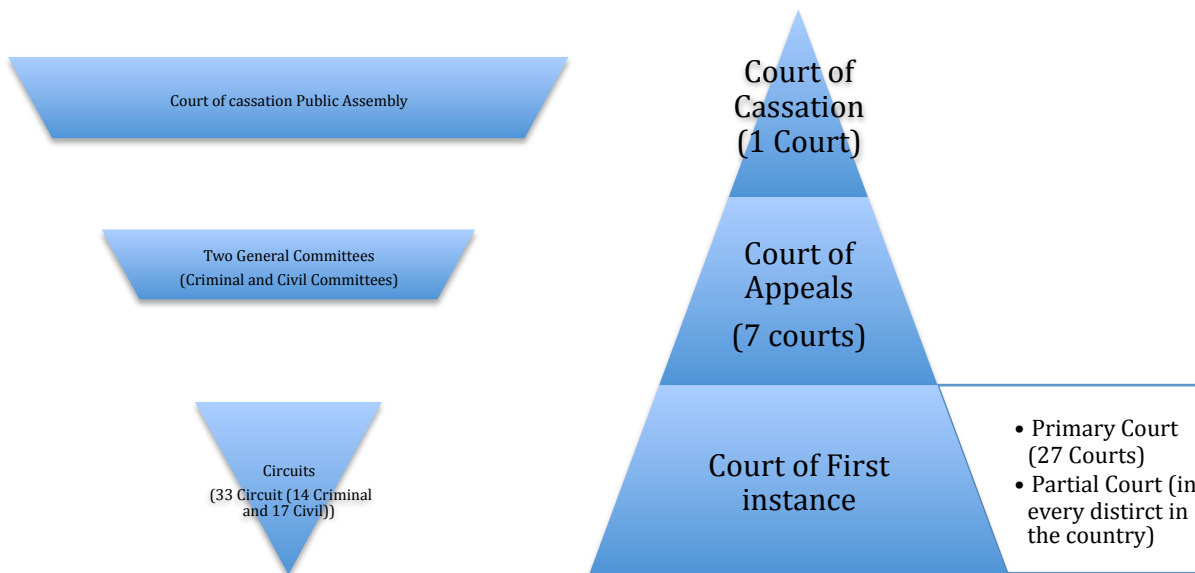 Court of cassation Public Assembly
Two General Committees
(Criminal and Civil Committees)
Circuits
(33 Circuit (14 Criminal
and 17 Civil))
Court of
Cassation
(1 Court)
Court of
Appeals
(7 courts)
Court of First
instance
• Primary Court
(27 Courts)
• Partial Court (in
every distirct in
the country)